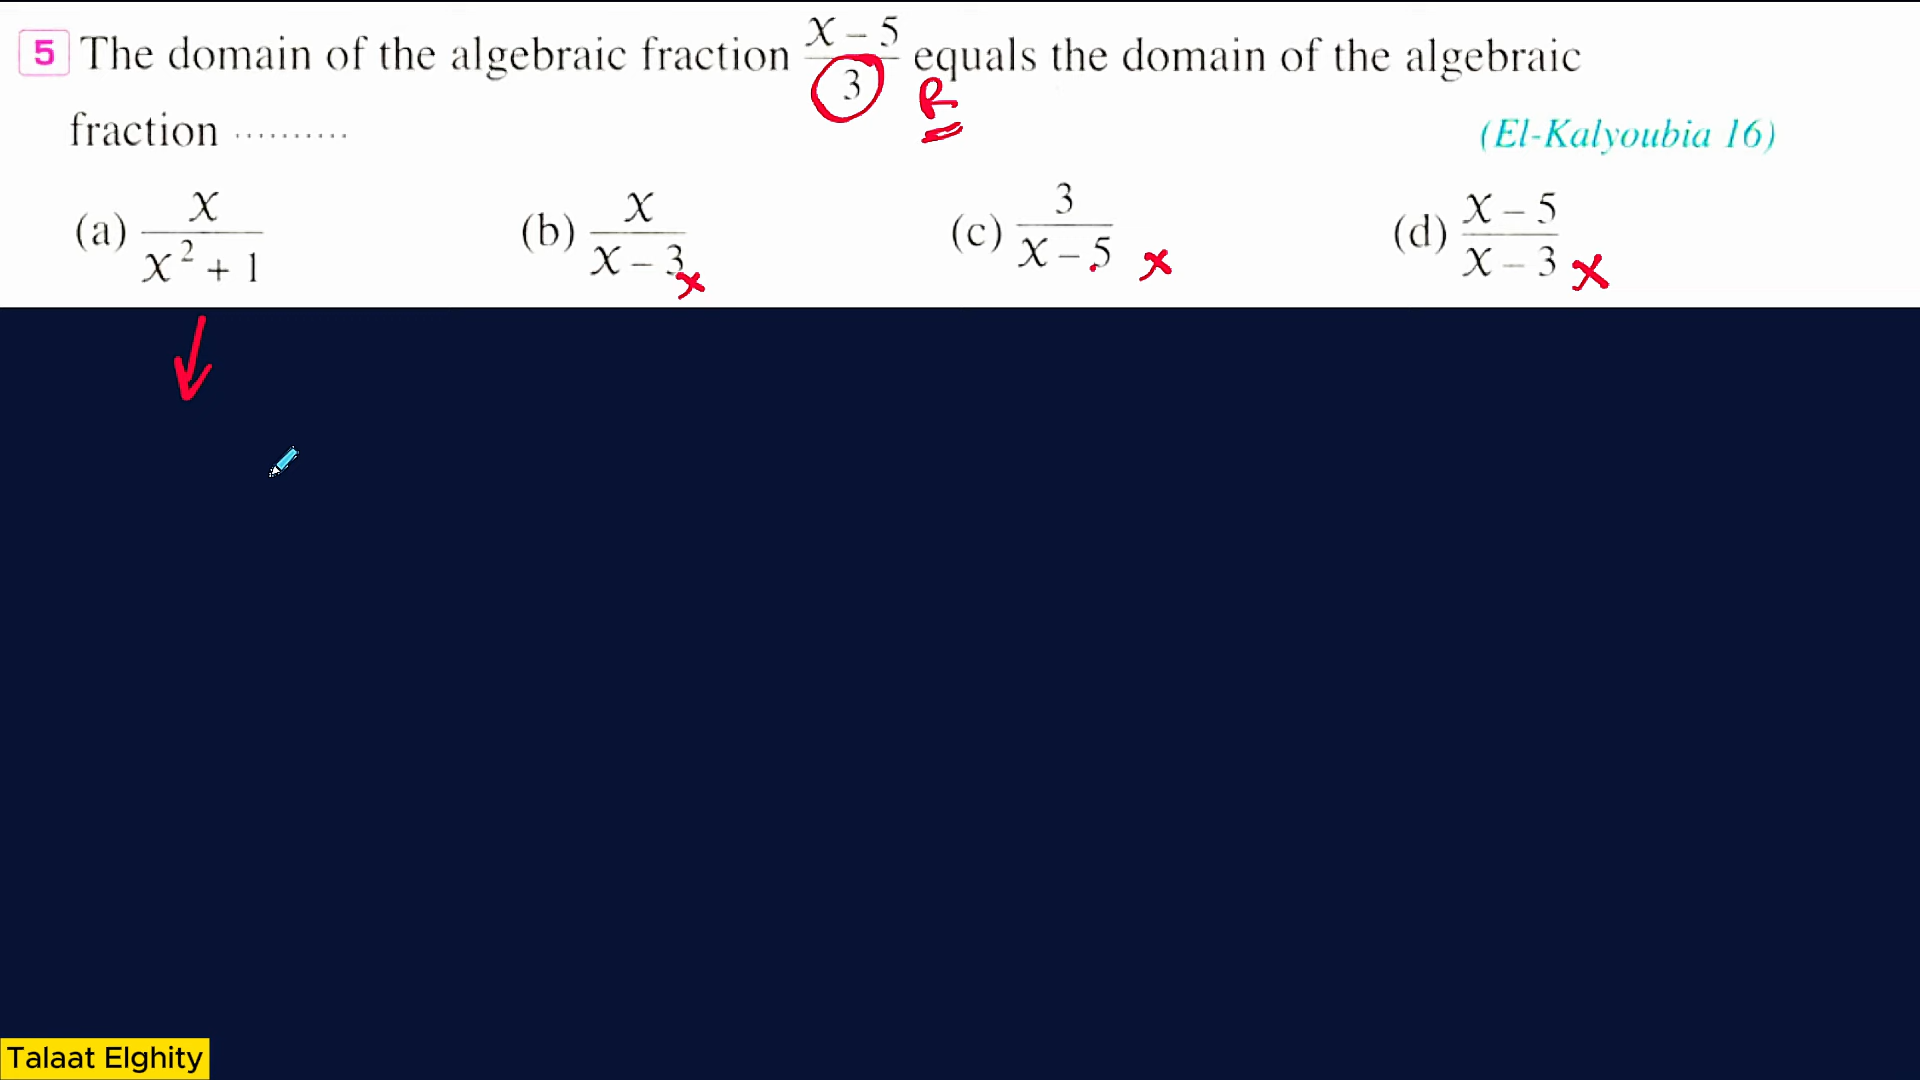 5 The domain of the algebraic fraction x − 5 / 3 equals the domain of the algebraic
R
fraction .......... (El-Kalyoubia 16)
(a) x / x² + 1 (b) x / x − 3 (c) 3 / x − 5 (d) x − 5 / x − 3
x x x
Talaat Elghity